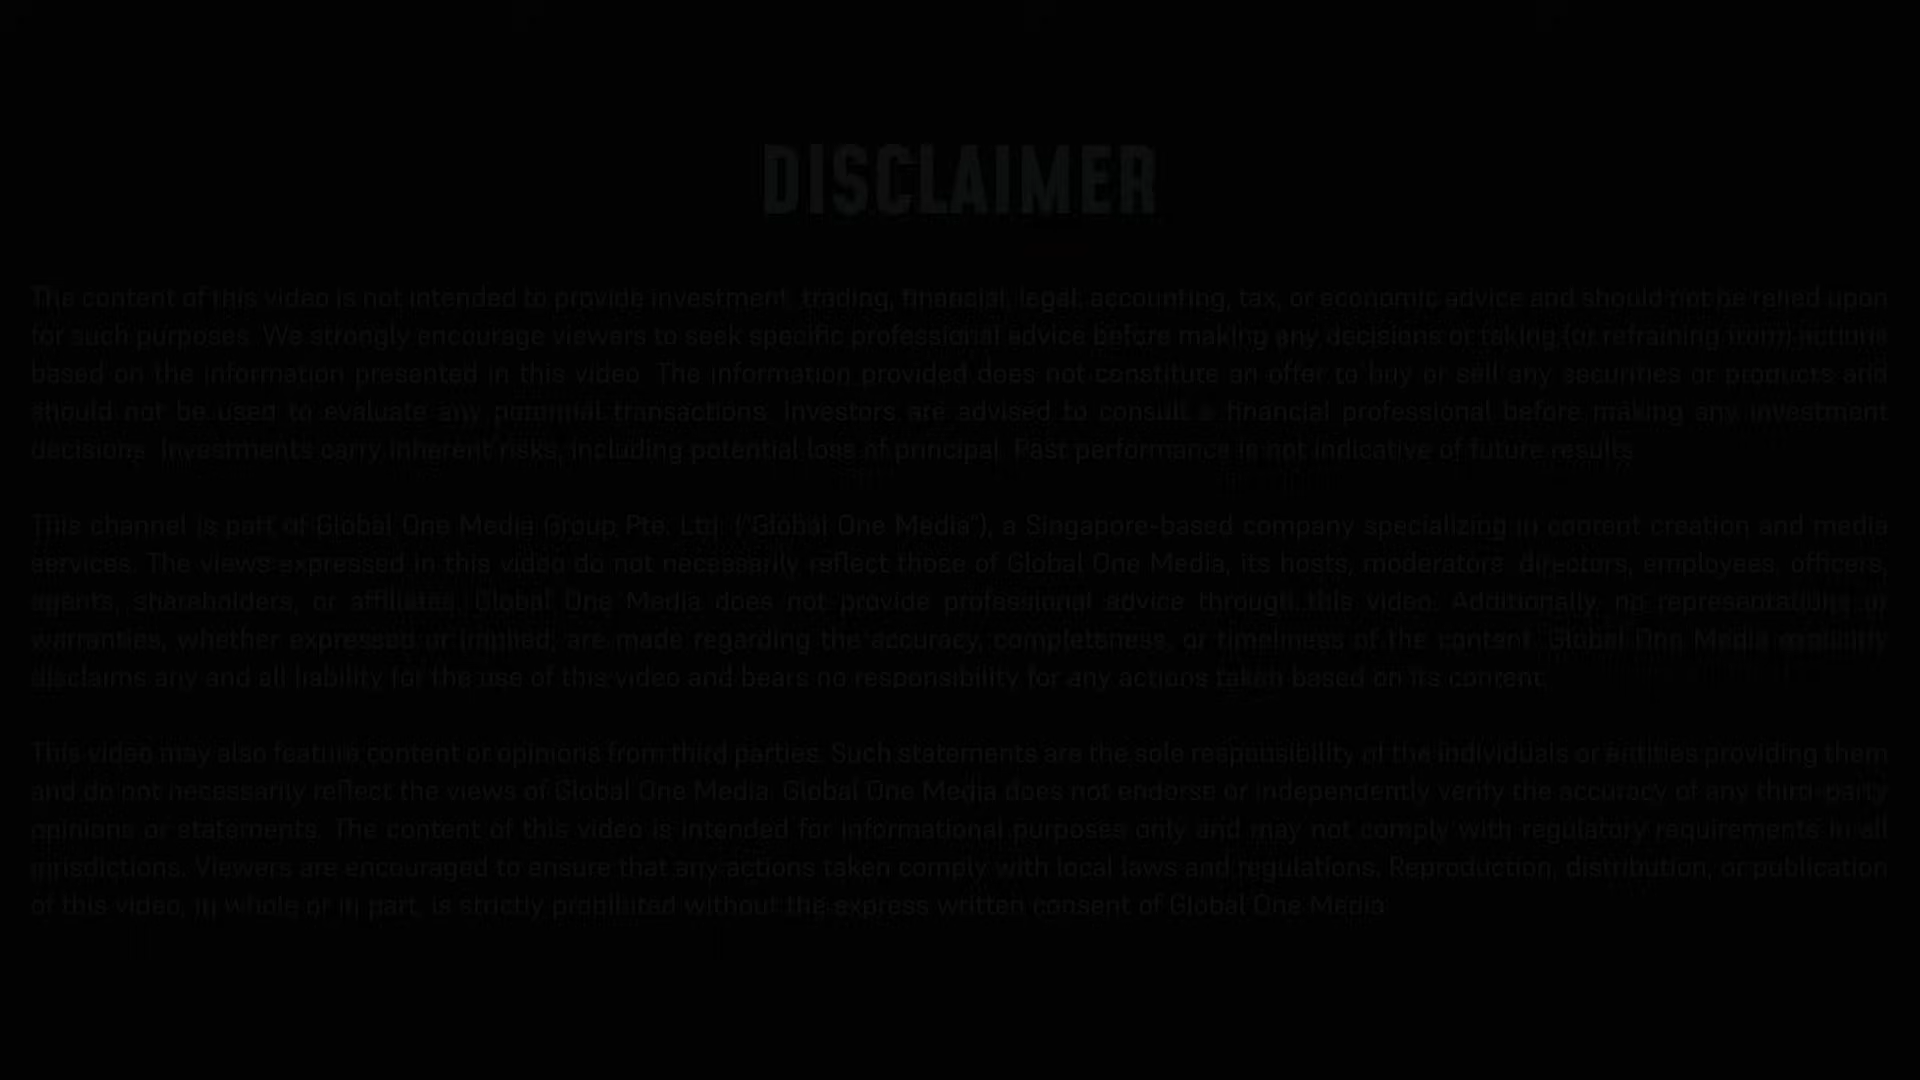 DISCLAIMER
The content of this video is not intended to provide investment, trading, financial, legal, accounting, tax, or economic advice and should not be relied upon
for such purposes. We strongly encourage viewers to seek specific professional advice before making any decisions or taking (or refraining from) actions
based on the information presented in this video. The information provided does not constitute an offer to buy or sell any securities or products and
should not be used to evaluate any potential transactions. Investors are advised to consult a financial professional before making any investment
decisions. Investments carry inherent risks, including potential loss of principal. Past performance is not indicative of future results.
This channel is part of Global One Media Group Pte. Ltd. ("Global One Media"), a Singapore-based company specializing in content creation and media
services. The views expressed in this video do not necessarily reflect those of Global One Media, its hosts, moderators, directors, employees, officers,
agents, shareholders, or affiliates. Global One Media does not provide professional advice through this video. Additionally, no representations or
warranties, whether expressed or implied, are made regarding the accuracy, completeness, or timeliness of the content. Global One Media explicitly
disclaims any and all liability for the use of this video and bears no responsibility for any actions taken based on its content.
This video may also feature content or opinions from third parties. Such statements are the sole responsibility of the individuals or entities providing them
and do not necessarily reflect the views of Global One Media. Global One Media does not endorse or independently verify the accuracy of any third-party
opinions or statements. The content of this video is intended for informational purposes only and may not comply with regulatory requirements in all
jurisdictions. Viewers are encouraged to ensure that any actions taken comply with local laws and regulations. Reproduction, distribution, or publication
of this video, in whole or in part, is strictly prohibited without the express written consent of Global One Media.